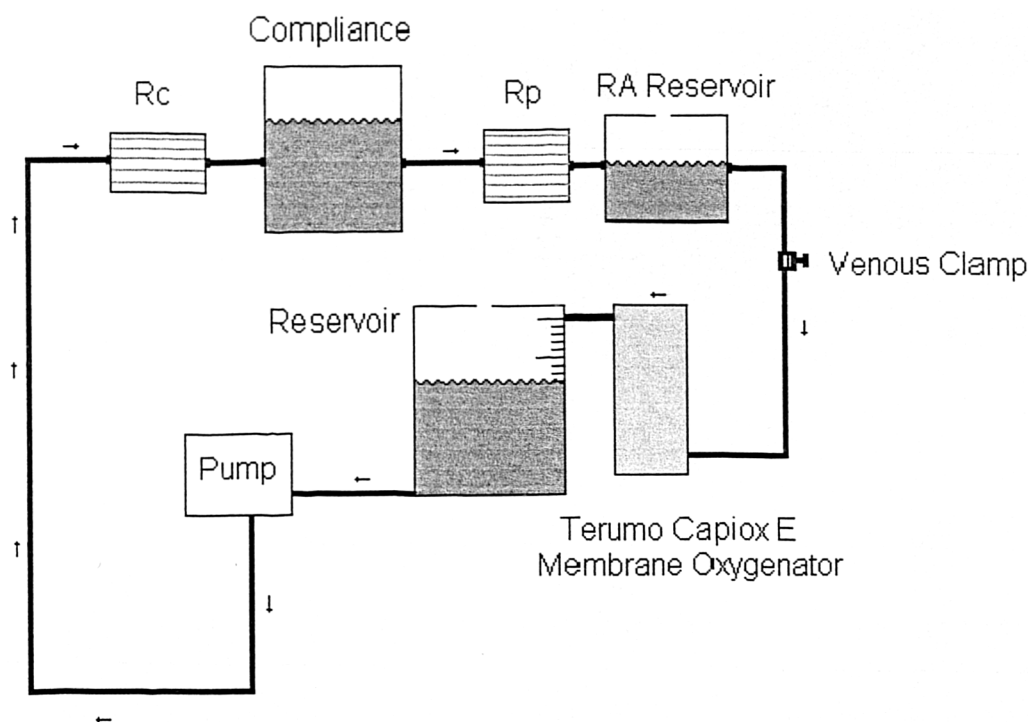 Compliance
Rc
Rp
RA Reservoir
Venous Clamp
Reservoir
Pump
Terumo Capiox E
Membrane Oxygenator